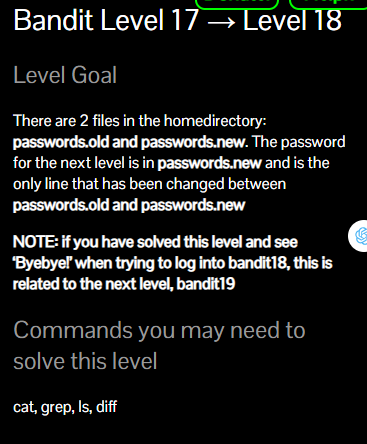 Bandit Level 17 → Level 18
Level Goal
There are 2 files in the homedirectory:
passwords.old and passwords.new. The password
for the next level is in passwords.new and is the
only line that has been changed between
passwords.old and passwords.new
NOTE: if you have solved this level and see
‘Byebye!’ when trying to log into bandit18, this is
related to the next level, bandit19
Commands you may need to
solve this level
cat, grep, ls, diff